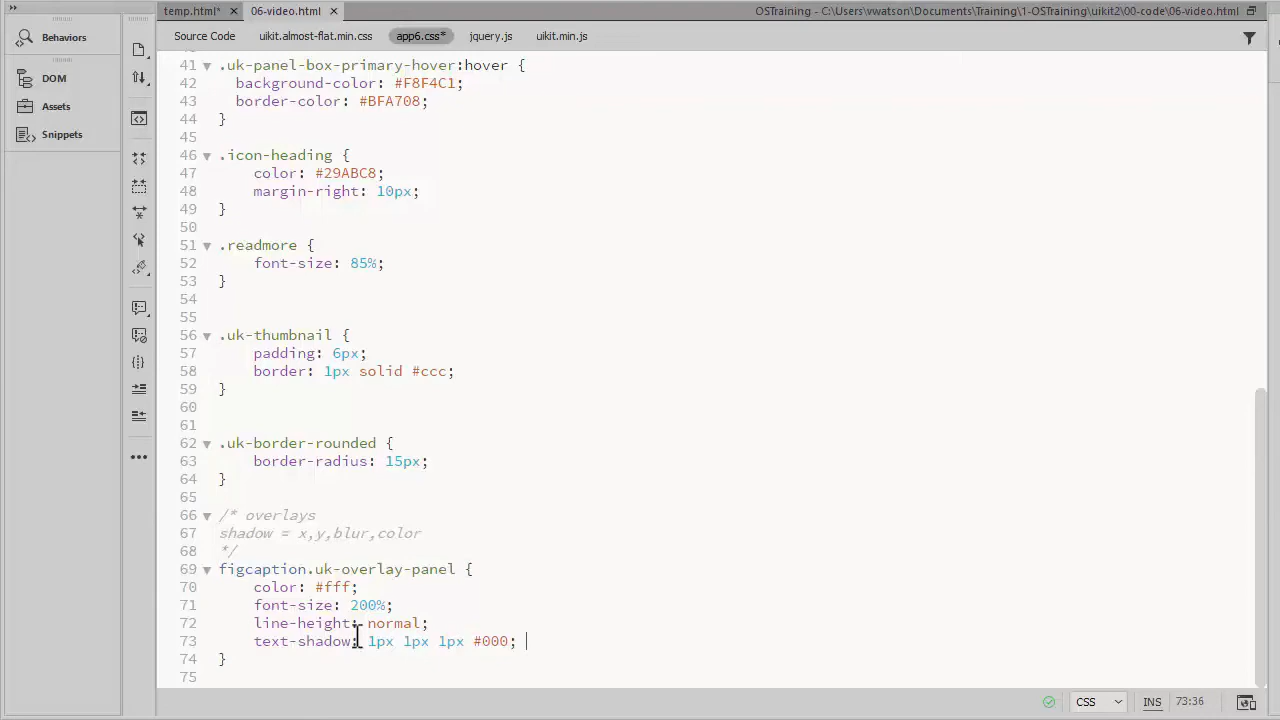 temp.html* × 06-video.html × OSTraining - C:\Users\vwatson\Documents\Training\1-OSTraining\uikit2\00-code\06-video.html
Behaviors
DOM
Assets
Snippets
Source Code uikit.almost-flat.min.css app6.css* jquery.js uikit.min.js
41 .uk-panel-box-primary-hover:hover {
42 background-color: #F8F4C1;
43 border-color: #BFA708;
44 }
45
46 .icon-heading {
47 color: #29ABC8;
48 margin-right: 10px;
49 }
50
51 .readmore {
52 font-size: 85%;
53 }
54
55
56 .uk-thumbnail {
57 padding: 6px;
58 border: 1px solid #ccc;
59 }
60
61
62 .uk-border-rounded {
63 border-radius: 15px;
64 }
65
66 /* overlays
67 shadow = x,y,blur,color
68 */
69 figcaption.uk-overlay-panel {
70 color: #fff;
71 font-size: 200%;
72 line-height: normal;
73 text-shadow: 1px 1px 1px #000;
74 }
75
CSS INS 73:36